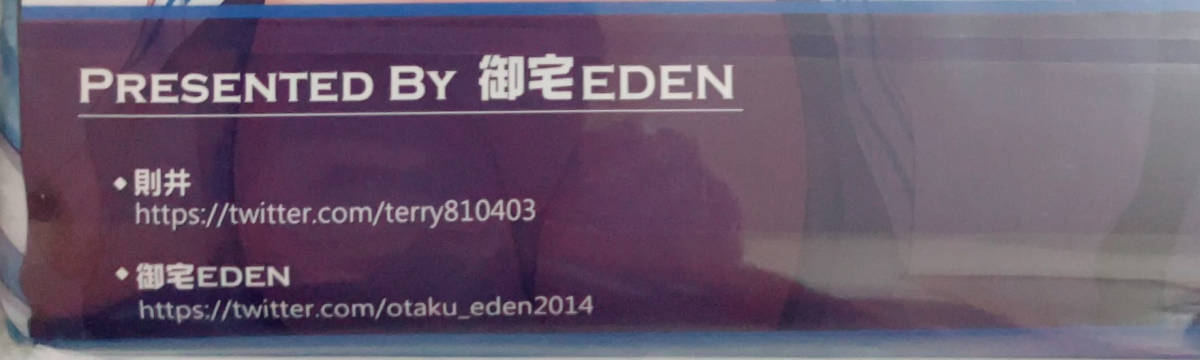 PRESENTED BY 御宅EDEN
◆則井
https://twitter.com/terry810403
◆御宅EDEN
https://twitter.com/otaku_eden2014